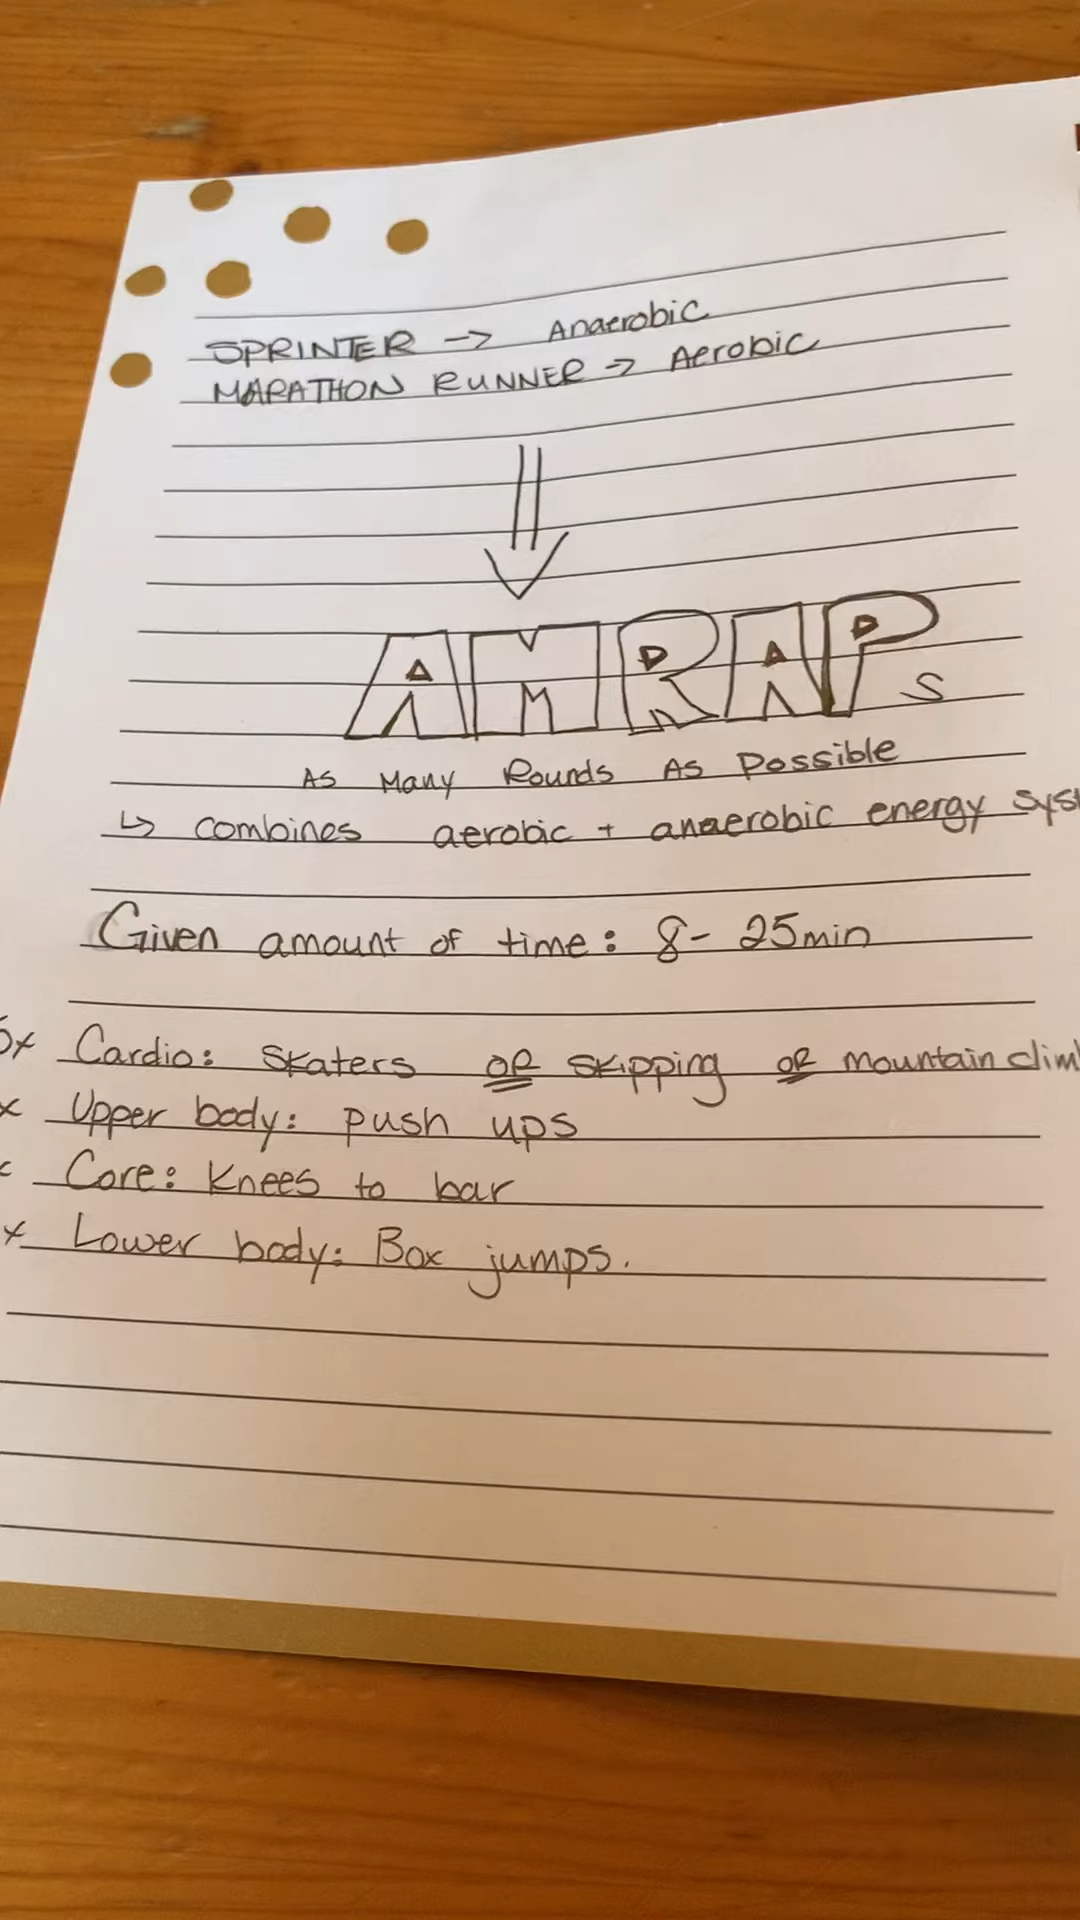 SPRINTER -> Anaerobic
MARATHON RUNNER -> Aerobic
AMRAPs
As Many Rounds As Possible
↳ combines aerobic + anaerobic energy sys
Given amount of time: 8 - 25min
x Cardio: Skaters OR skipping OR mountain clim
x Upper body: push ups
Core: Knees to bar
x Lower body: Box jumps.